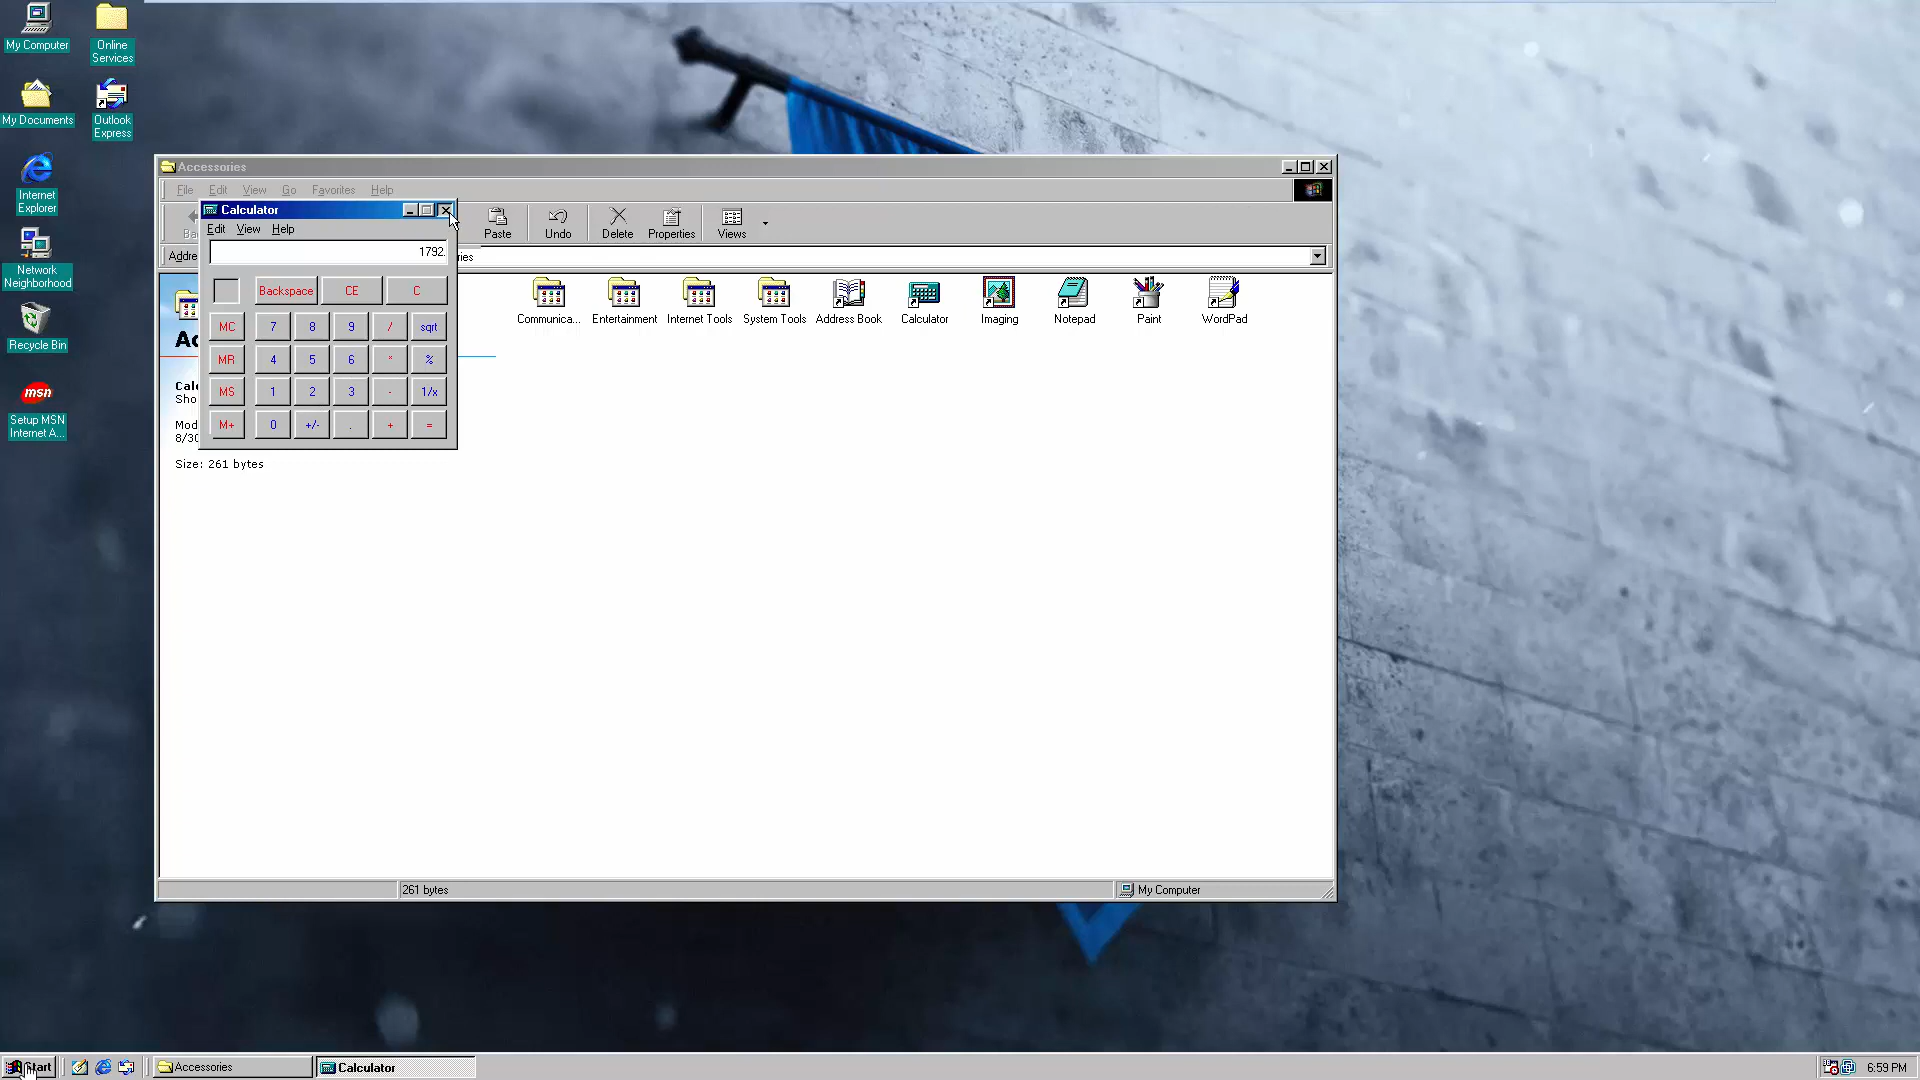 My Computer
Online
Services
My Documents
Outlook
Express
Internet
Explorer
Network
Neighborhood
Recycle Bin
msn
Setup MSN
Internet A...
Accessories
File Edit View Go Favorites Help
Paste Undo Delete Properties Views
Calculator
Edit View Help
1792.
Backspace CE C
MC 7 8 9 / sqrt
MR 4 5 6 * %
MS 1 2 3 - 1/x
M+ 0 +/- . + =
Communica... Entertainment Internet Tools System Tools Address Book Calculator Imaging Notepad Paint WordPad
8/30
Size: 261 bytes
261 bytes
My Computer
Start
Accessories
Calculator
6:59 PM